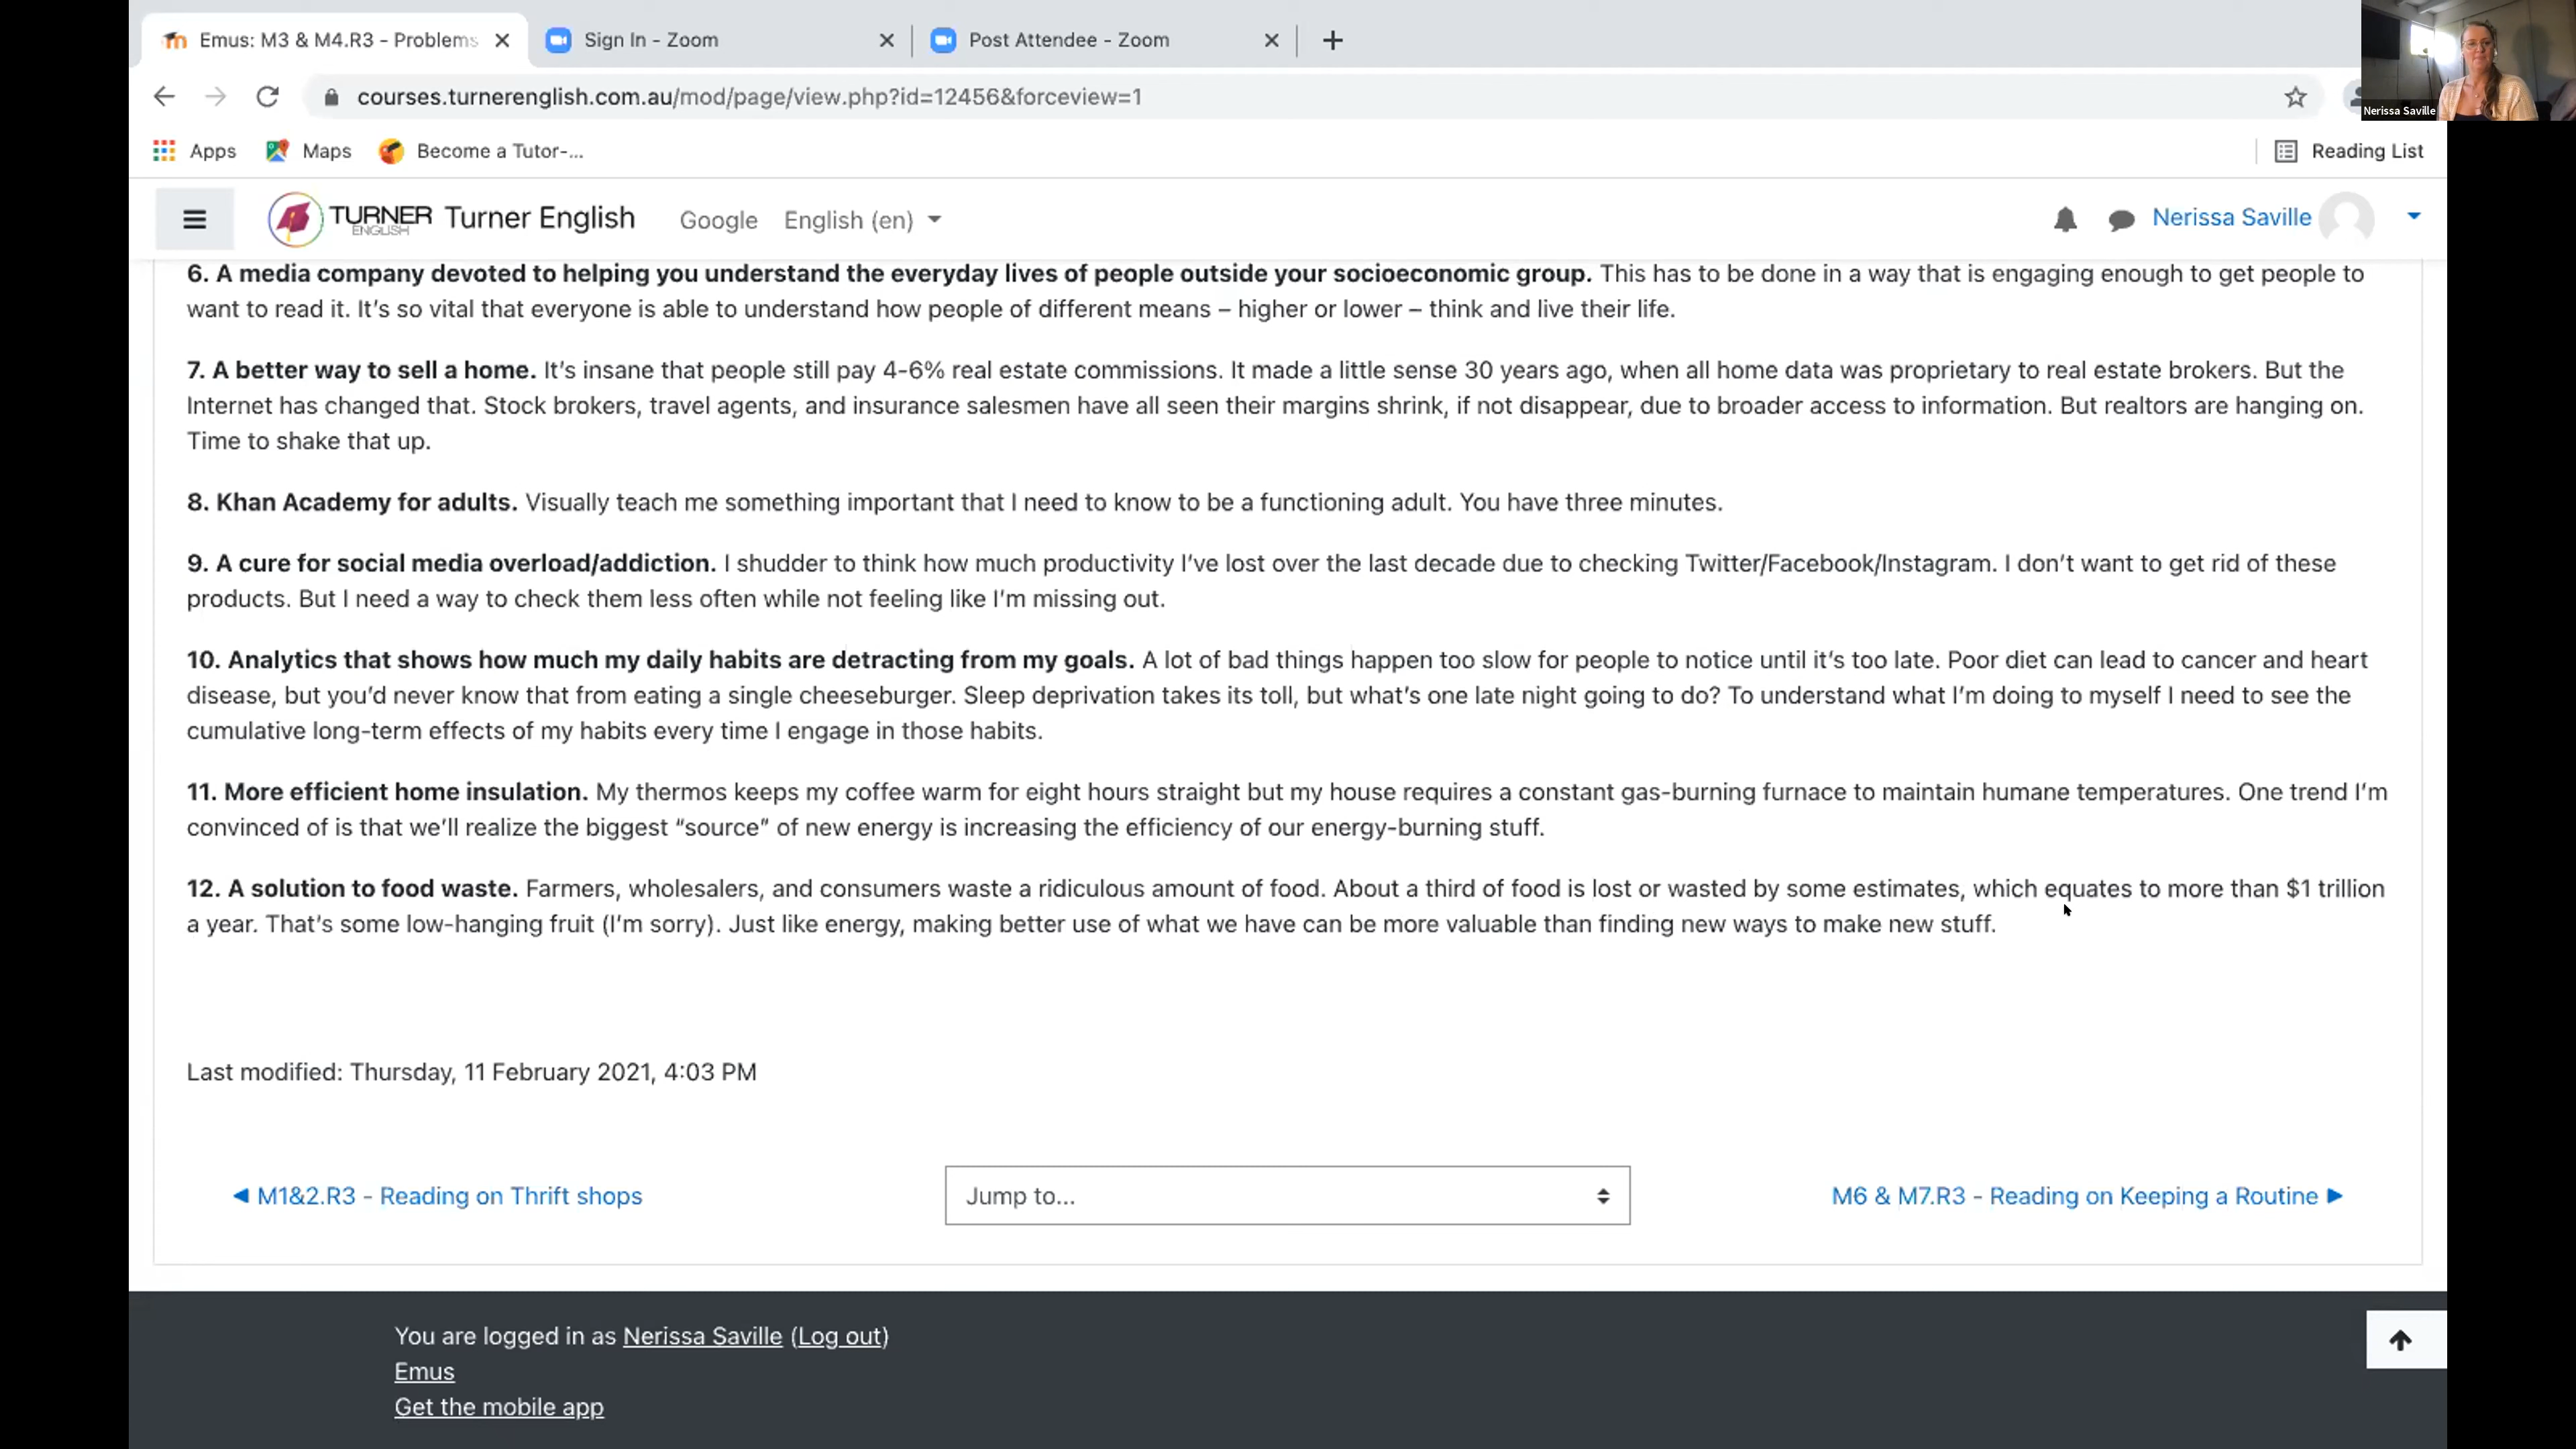 Emus: M3 & M4.R3 - Problems
Sign In - Zoom
Post Attendee - Zoom
courses.turnerenglish.com.au/mod/page/view.php?id=12456&forceview=1
Nerissa Saville
Apps
Maps
Become a Tutor-...
Reading List
TURNER
ENGLISH
Turner English
Google
English (en)
Nerissa Saville
6. A media company devoted to helping you understand the everyday lives of people outside your socioeconomic group. This has to be done in a way that is engaging enough to get people to
want to read it. It's so vital that everyone is able to understand how people of different means – higher or lower – think and live their life.
7. A better way to sell a home. It's insane that people still pay 4-6% real estate commissions. It made a little sense 30 years ago, when all home data was proprietary to real estate brokers. But the
Internet has changed that. Stock brokers, travel agents, and insurance salesmen have all seen their margins shrink, if not disappear, due to broader access to information. But realtors are hanging on.
Time to shake that up.
8. Khan Academy for adults. Visually teach me something important that I need to know to be a functioning adult. You have three minutes.
9. A cure for social media overload/addiction. I shudder to think how much productivity I've lost over the last decade due to checking Twitter/Facebook/Instagram. I don't want to get rid of these
products. But I need a way to check them less often while not feeling like I'm missing out.
10. Analytics that shows how much my daily habits are detracting from my goals. A lot of bad things happen too slow for people to notice until it's too late. Poor diet can lead to cancer and heart
disease, but you'd never know that from eating a single cheeseburger. Sleep deprivation takes its toll, but what's one late night going to do? To understand what I'm doing to myself I need to see the
cumulative long-term effects of my habits every time I engage in those habits.
11. More efficient home insulation. My thermos keeps my coffee warm for eight hours straight but my house requires a constant gas-burning furnace to maintain humane temperatures. One trend I'm
convinced of is that we'll realize the biggest "source" of new energy is increasing the efficiency of our energy-burning stuff.
12. A solution to food waste. Farmers, wholesalers, and consumers waste a ridiculous amount of food. About a third of food is lost or wasted by some estimates, which equates to more than $1 trillion
a year. That's some low-hanging fruit (I'm sorry). Just like energy, making better use of what we have can be more valuable than finding new ways to make new stuff.
Last modified: Thursday, 11 February 2021, 4:03 PM
◀ M1&2.R3 - Reading on Thrift shops
Jump to...
M6 & M7.R3 - Reading on Keeping a Routine ▶
You are logged in as Nerissa Saville (Log out)
Emus
Get the mobile app